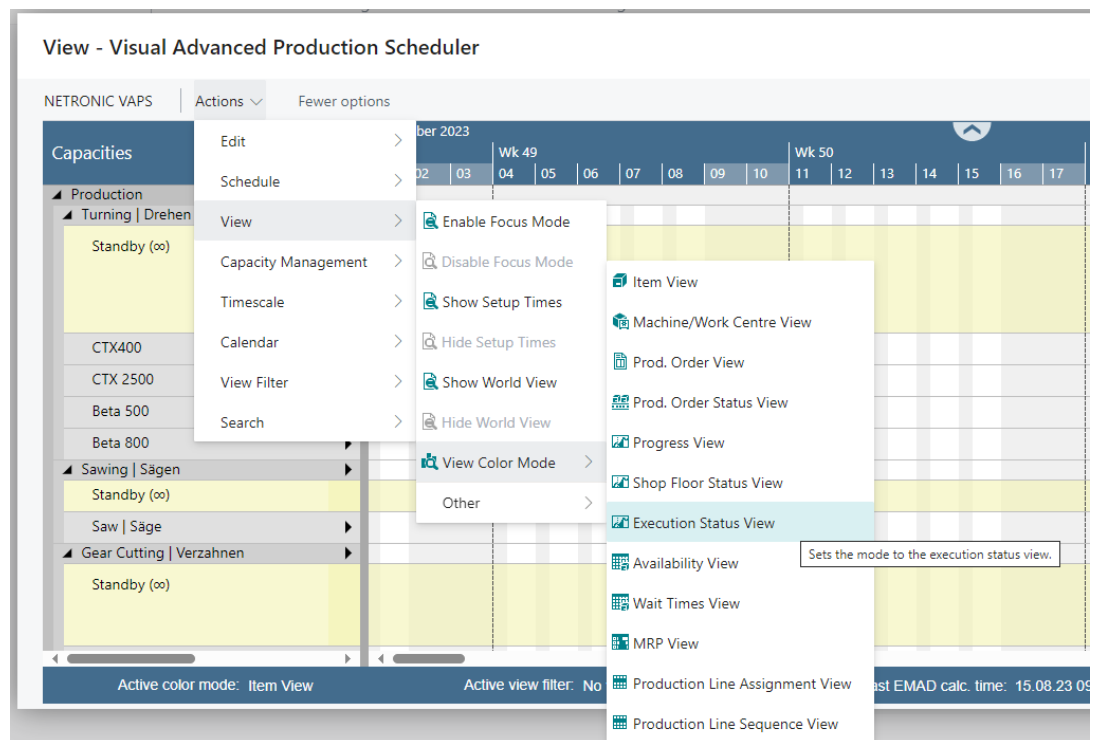 View - Visual Advanced Production Scheduler
NETRONIC VAPS Actions Fewer options
Capacities
ber 2023
Wk 49 Wk 50
02 03 04 05 06 07 08 09 10 11 12 13 14 15 16 17
Production
Turning | Drehen
Standby (∞)
CTX400
CTX 2500
Beta 500
Beta 800
Sawing | Sägen
Standby (∞)
Saw | Säge
Gear Cutting | Verzahnen
Standby (∞)
Edit
Schedule
View
Capacity Management
Timescale
Calendar
View Filter
Search
Enable Focus Mode
Disable Focus Mode
Show Setup Times
Hide Setup Times
Show World View
Hide World View
View Color Mode
Other
Item View
Machine/Work Centre View
Prod. Order View
Prod. Order Status View
Progress View
Shop Floor Status View
Execution Status View
Sets the mode to the execution status view.
Availability View
Wait Times View
MRP View
Production Line Assignment View
Production Line Sequence View
Active color mode: Item View Active view filter: No ast EMAD calc. time: 15.08.23 09